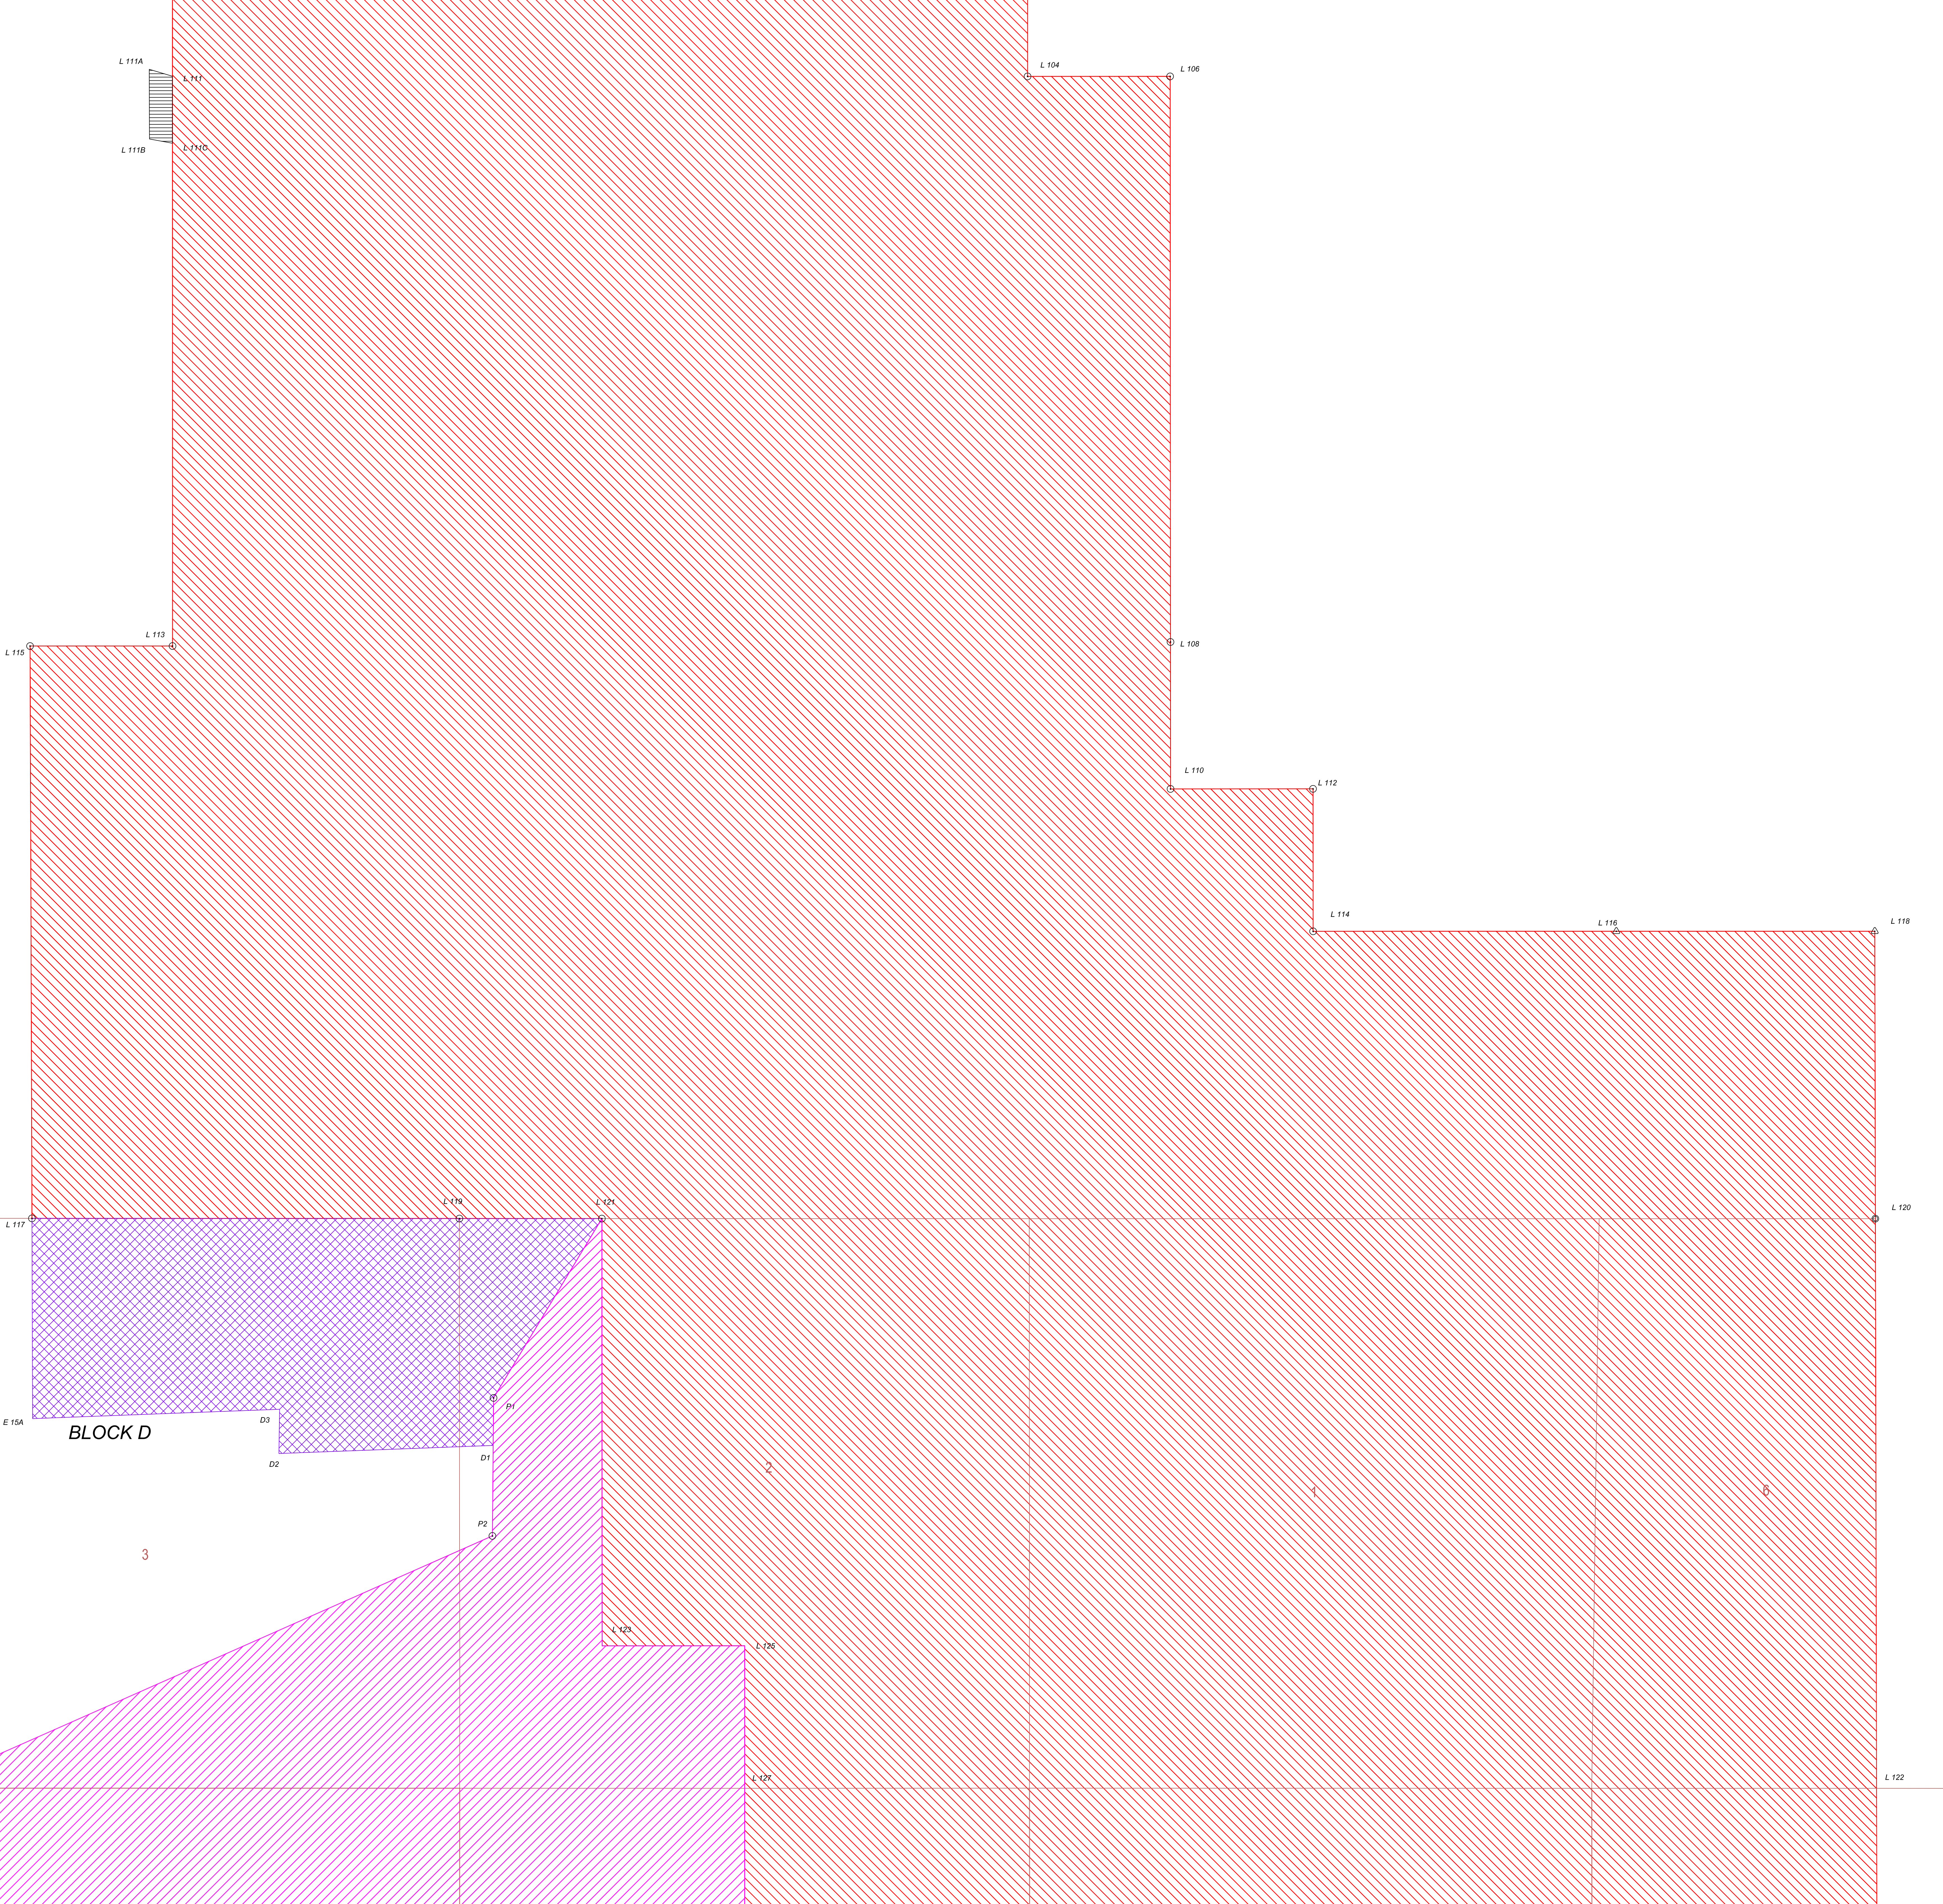 L 111A
L 104
L 106
L 111
L 111B
L 111C
L 113
L 115
L 108
L 110
L 112
L 114
L 116
L 118
L 119
L 121
L 120
L 117
P1
E 15A
D3
BLOCK D
D1
D2
2
1
6
P2
3
L 123
L 125
L 127
L 122